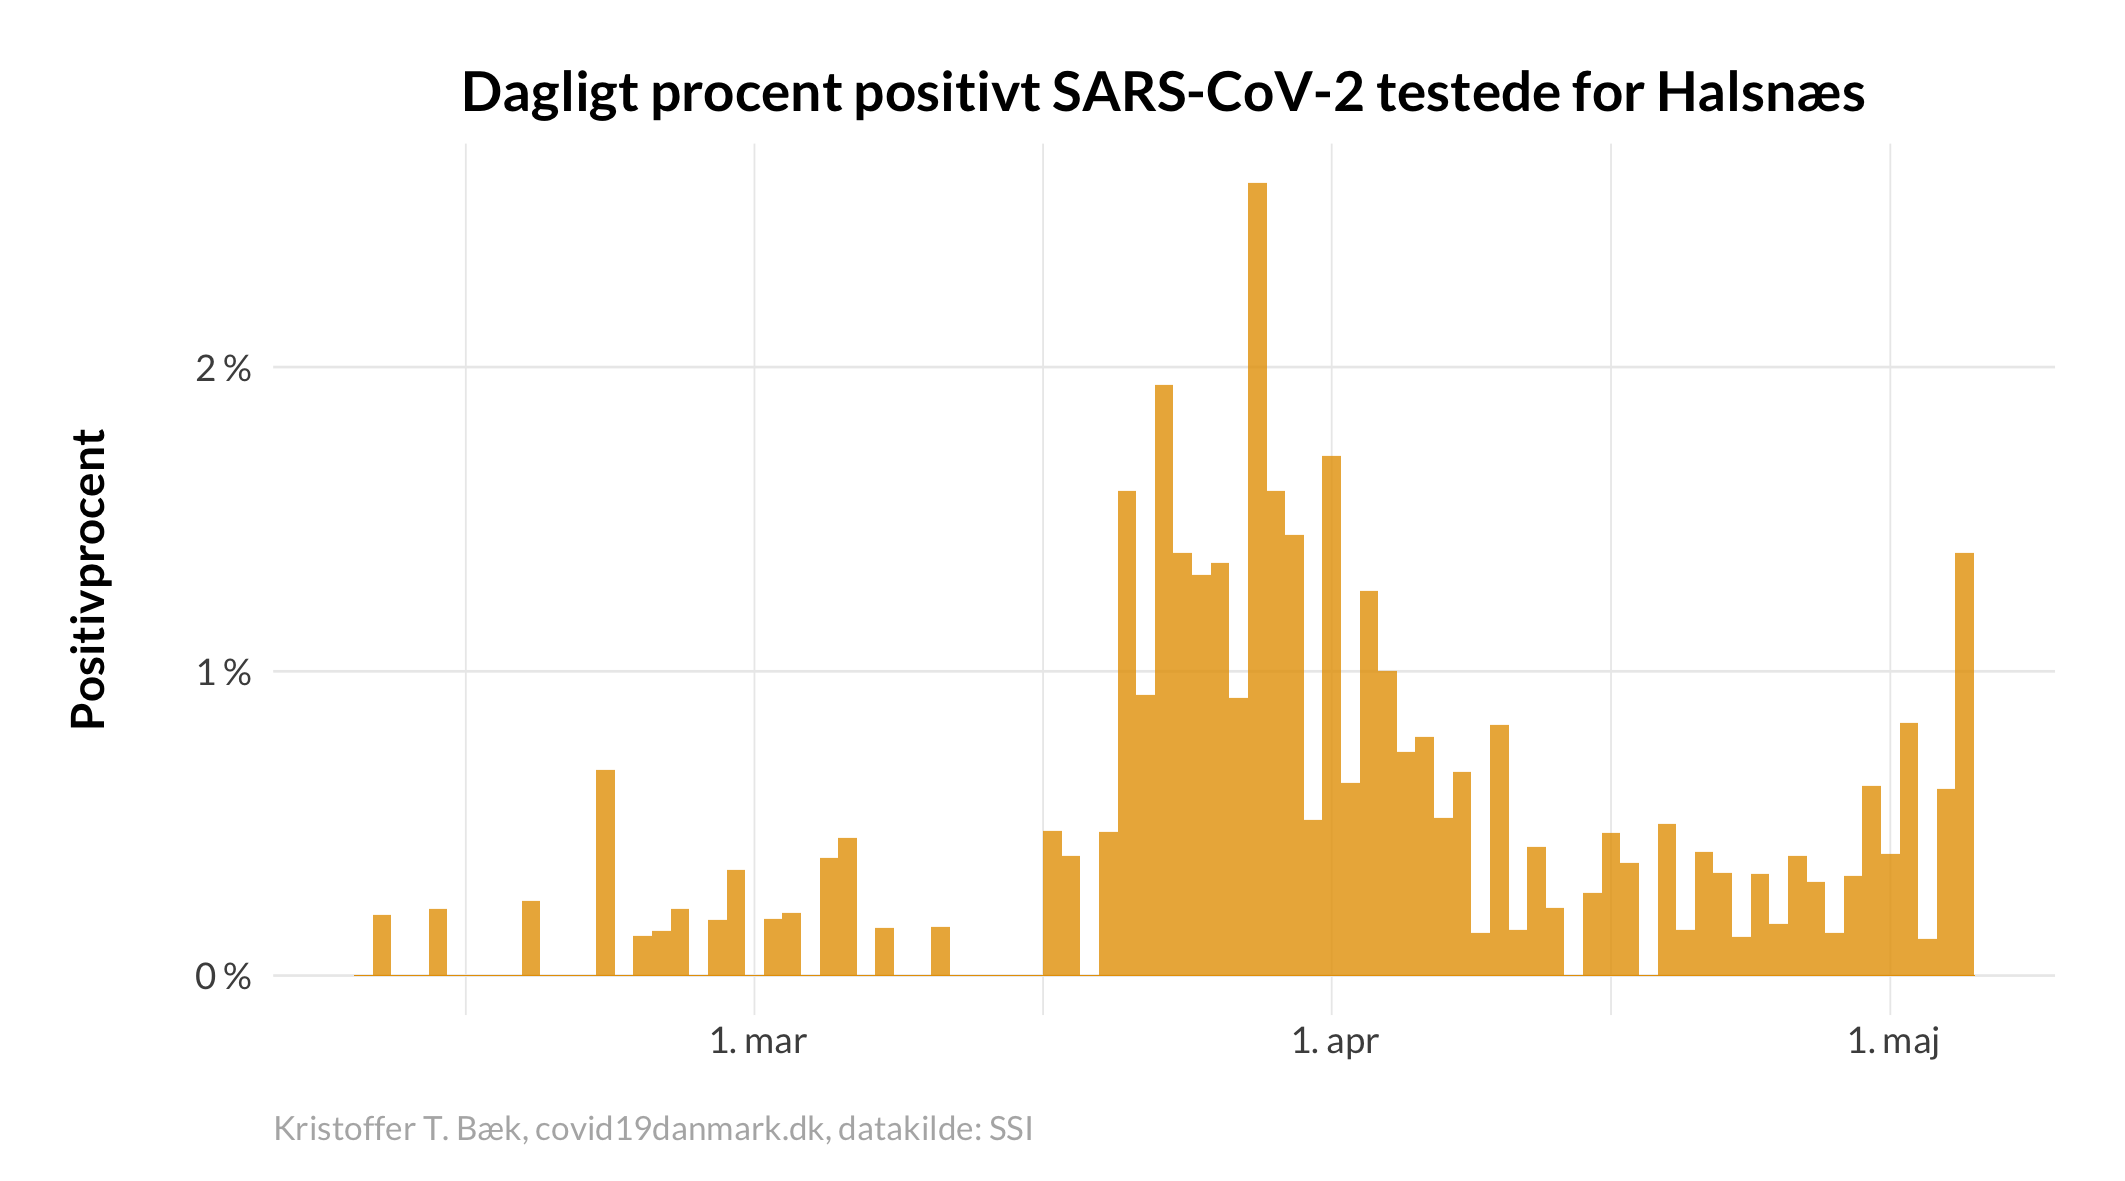 Dagligt procent positivt SARS-CoV-2 testede for Halsnæs
Positivprocent
2 %
1 %
0 %
1. mar
1. apr
1. maj
Kristoffer T. Bæk, covid19danmark.dk, datakilde: SSI